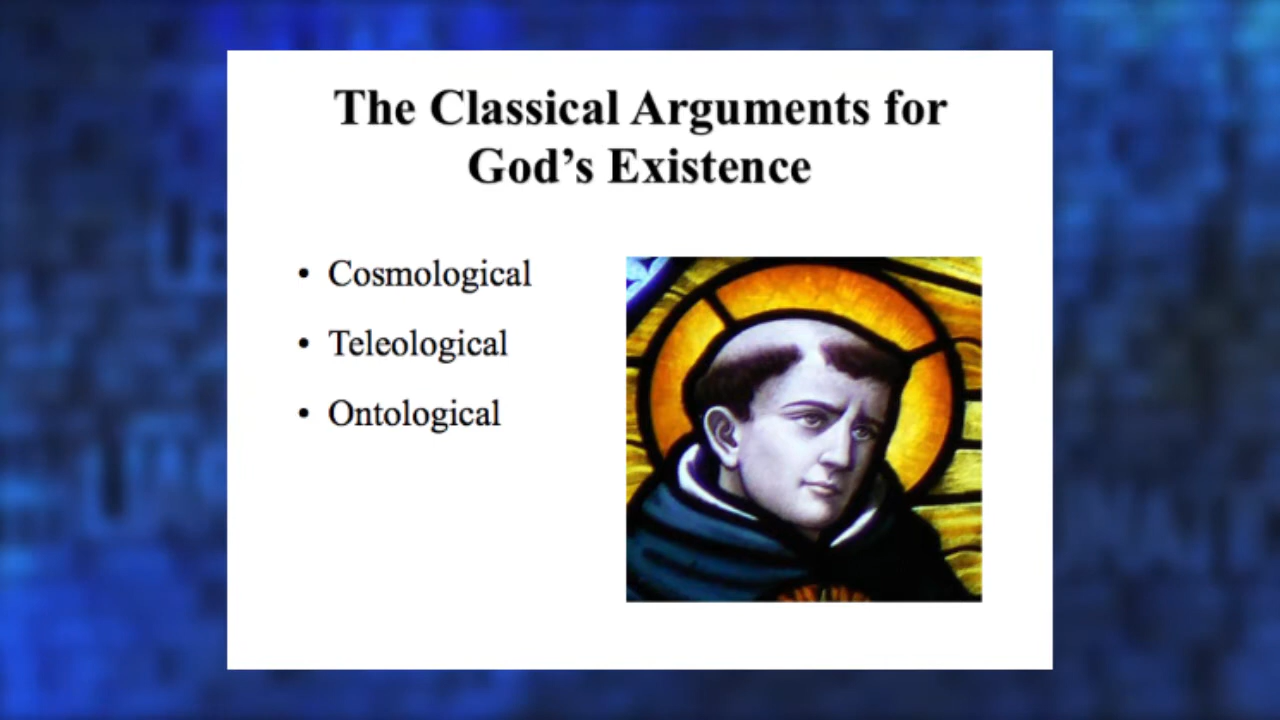 The Classical Arguments for
God’s Existence
• Cosmological
• Teleological
• Ontological